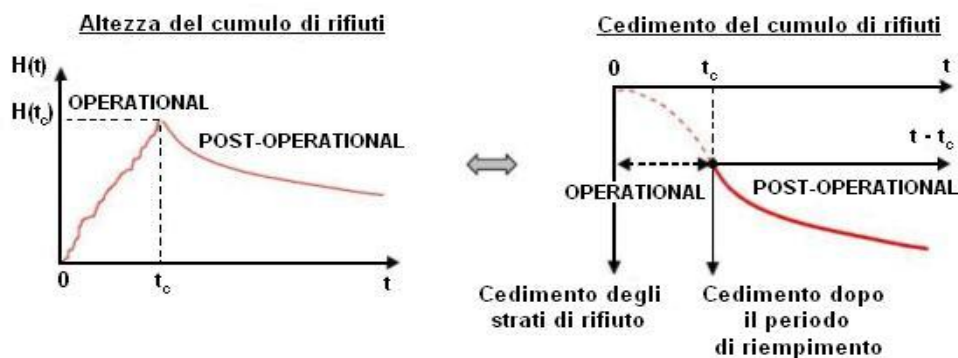 Altezza del cumulo di rifiuti
H(t)
H(tc)
OPERATIONAL
POST-OPERATIONAL
0
tc
t
Cedimento del cumulo di rifiuti
0
tc
t
t - tc
OPERATIONAL
POST-OPERATIONAL
Cedimento degli
strati di rifiuto
Cedimento dopo
il periodo
di riempimento